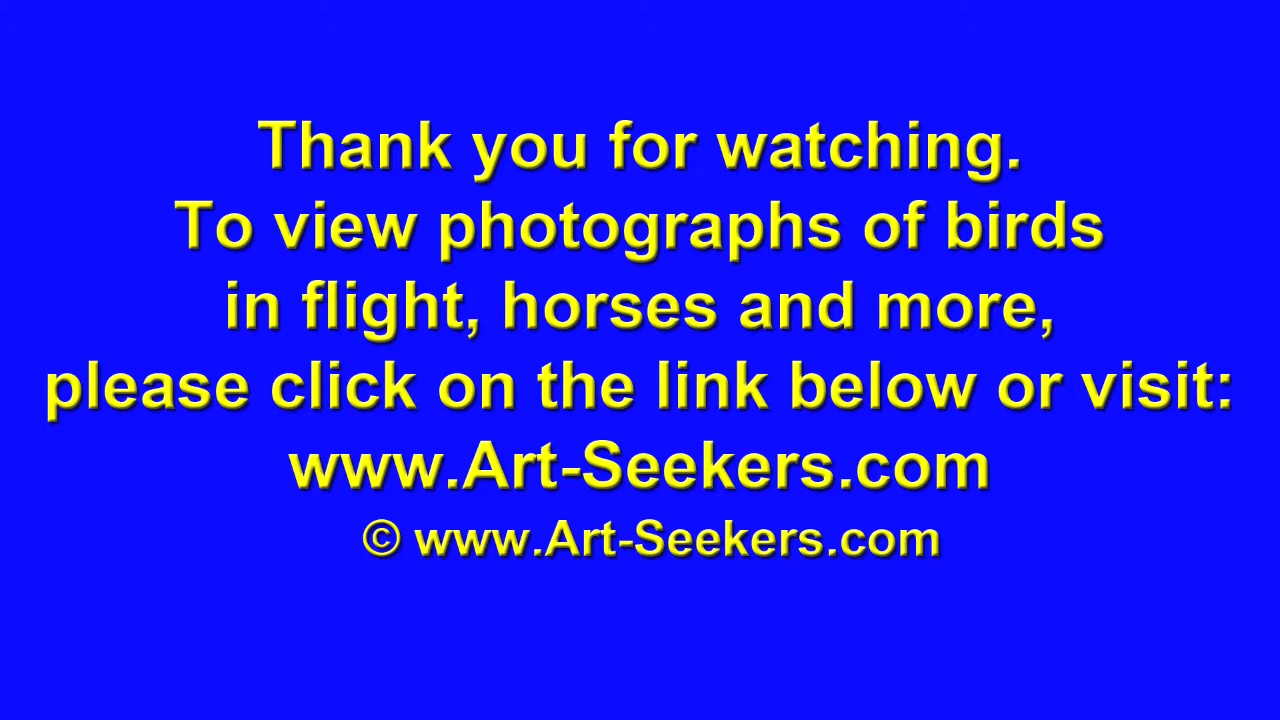 Thank you for watching.
To view photographs of birds
in flight, horses and more,
please click on the link below or visit:
www.Art-Seekers.com
© www.Art-Seekers.com